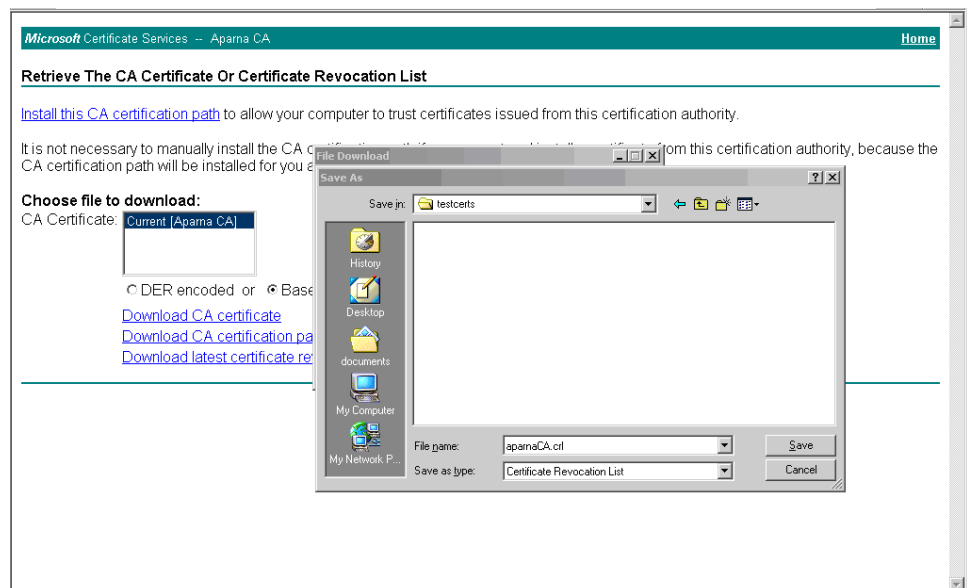 Microsoft Certificate Services -- Aparna CA Home
Retrieve The CA Certificate Or Certificate Revocation List
Install this CA certification path to allow your computer to trust certificates issued from this certification authority.
It is not necessary to manually install the CA from this certification authority, because the
CA certification path will be installed for you
File Download
Save As
Save in: testcerts
Choose file to download:
CA Certificate: Current [Aparna CA]
DER encoded or Base
Download CA certificate
Download CA certification pa
Download latest certificate re
History
Desktop
documents
My Computer
My Network P...
File name: aparnaCA.crl Save
Save as type: Certificate Revocation List Cancel